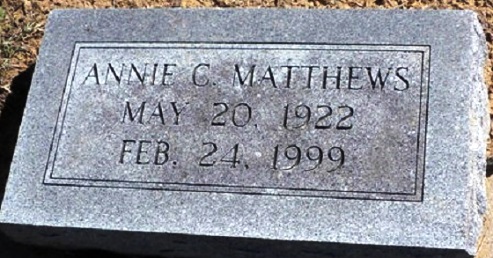 ANNIE C. MATTHEWS
MAY 20, 1922
FEB. 24, 1999